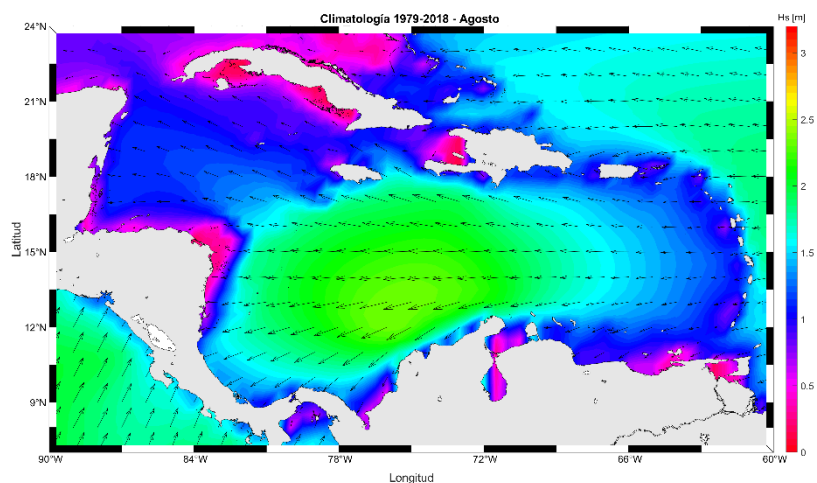 Climatología 1979-2018 - Agosto
Hs [m]
24°N
21°N
18°N
15°N
12°N
9°N
Latitud
90°W 84°W 78°W 72°W 66°W 60°W
Longitud
3
2.5
2
1.5
1
0.5
0